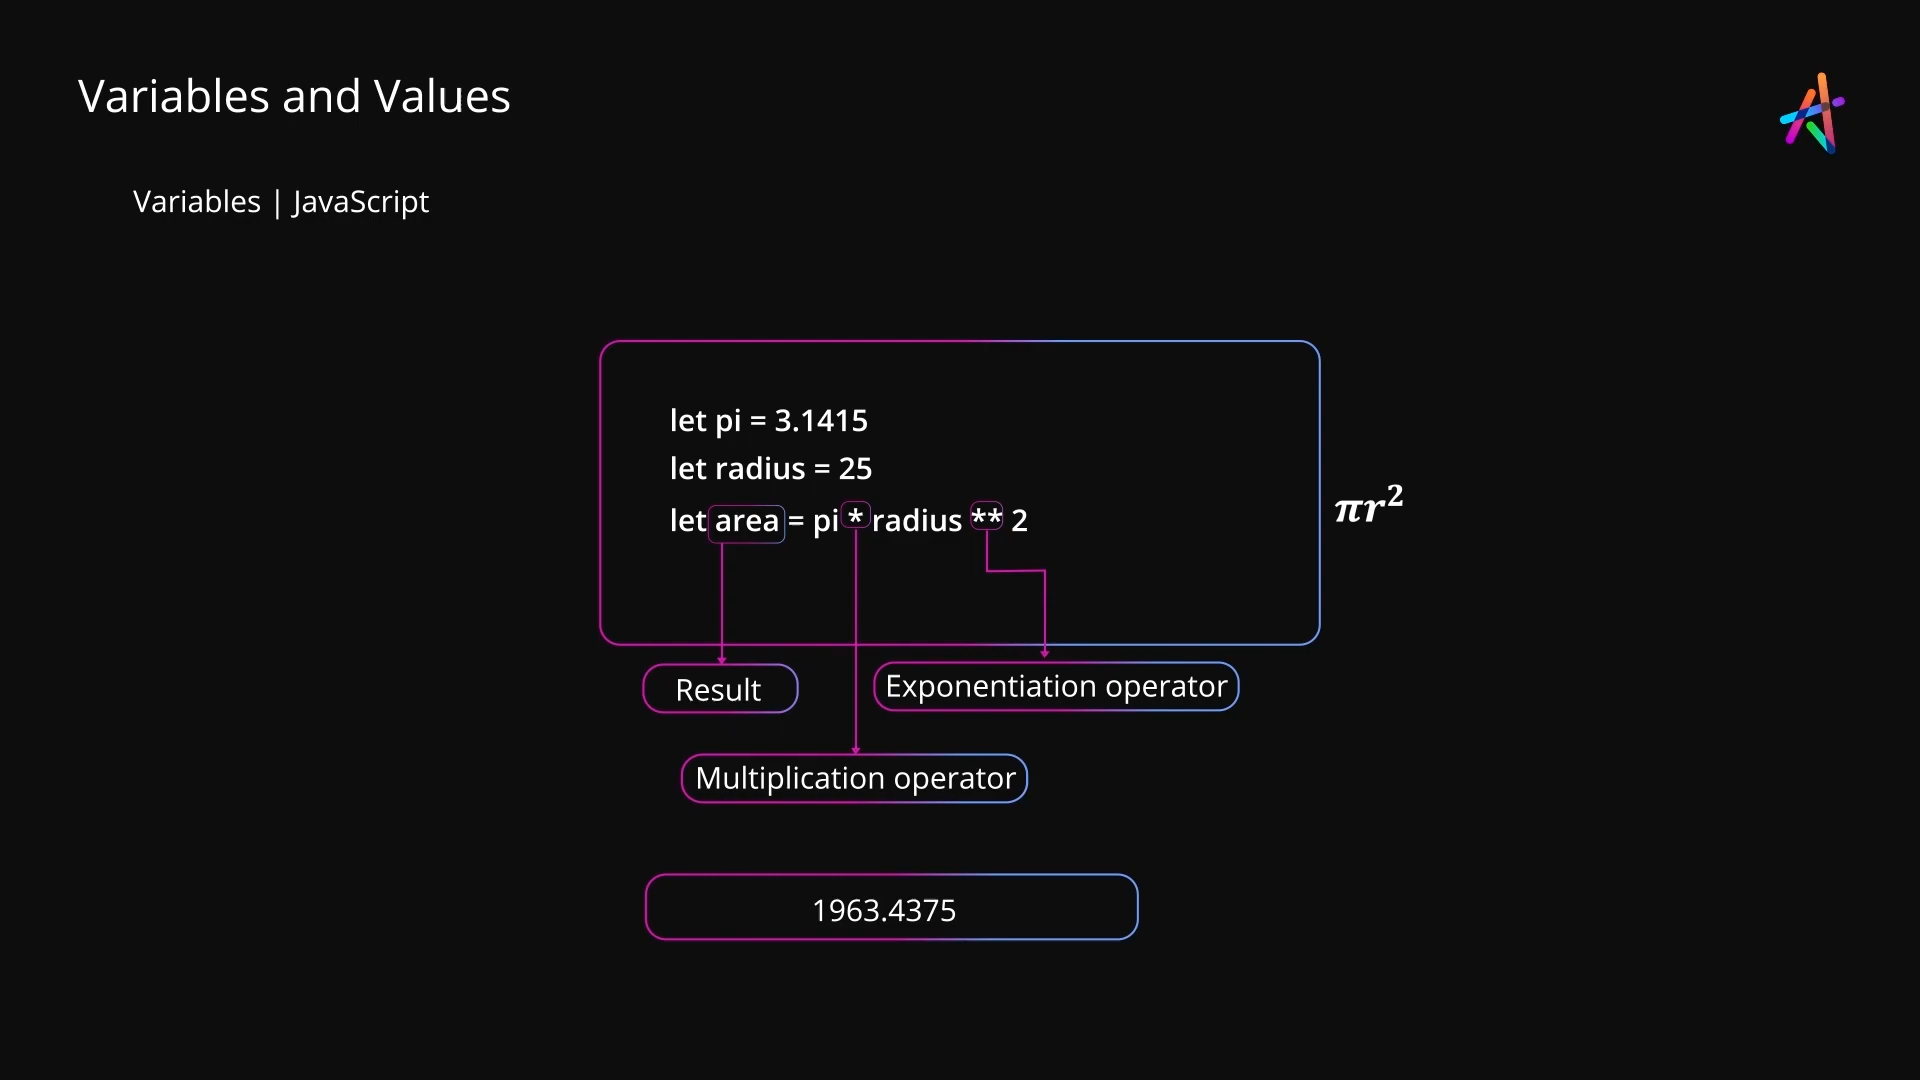 Variables and Values
Variables | JavaScript
let pi = 3.1415
let radius = 25
let area = pi * radius ** 2
πr²
Result
Exponentiation operator
Multiplication operator
1963.4375